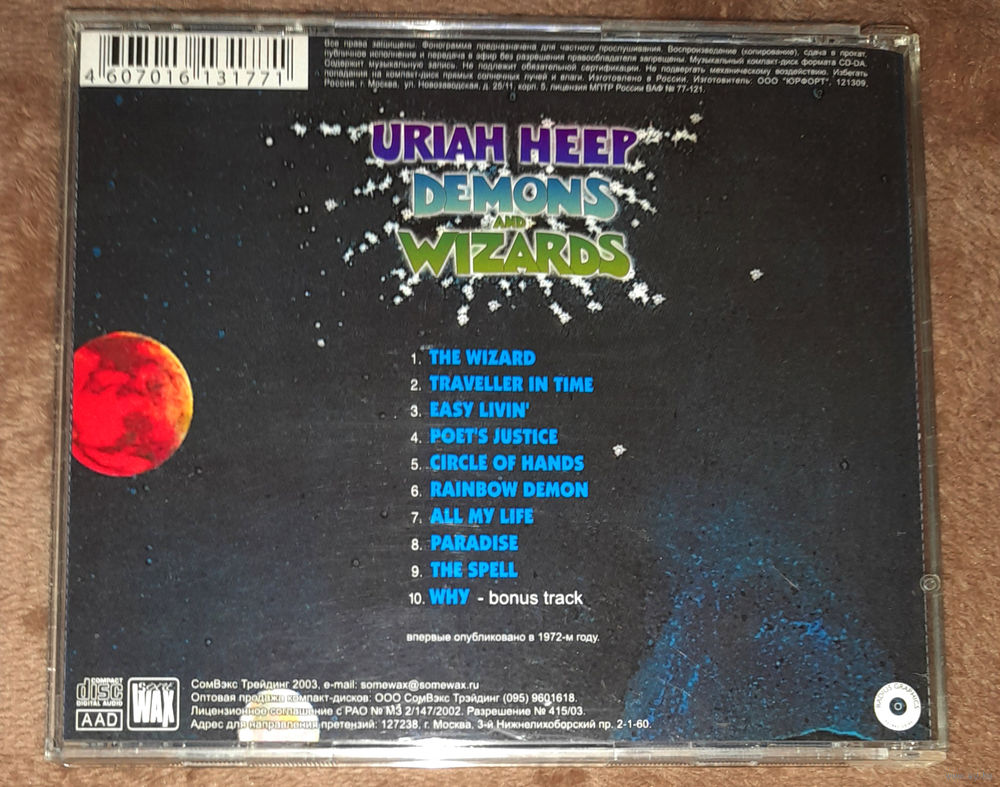 Все права защищены. Фонограмма предназначена для частного прослушивания. Воспроизведение (копирование), сдача в прокат,
публичное исполнение и передача в эфир без разрешения правообладателя запрещены. Музыкальный компакт-диск формата CD-DA.
Содержит музыкальную запись. Не подлежит обязательной сертификации. Не подвергать механическому воздействию. Избегать
попадания на компакт-диск прямых солнечных лучей и влаги. Изготовлено в России. Изготовитель: ООО "ЮРФОРТ", 121309,
Россия, г. Москва, ул. Новозаводская, д. 25/11, корп. 5, лицензия МПТР России ВАФ № 77-121.
4 607016 131771
URIAH HEEP
DEMONS
AND
WIZARDS
1. THE WIZARD
2. TRAVELLER IN TIME
3. EASY LIVIN'
4. POET'S JUSTICE
5. CIRCLE OF HANDS
6. RAINBOW DEMON
7. ALL MY LIFE
8. PARADISE
9. THE SPELL
10. WHY - bonus track
впервые опубликовано в 1972-м году.
COMPACT
disc
DIGITAL AUDIO
AAD
SOME
WAX
СомВэкс Трейдинг 2003, e-mail: somewax@somewax.ru
Оптовая продажа компакт-дисков: ООО СомВэкс Трэйдинг (095) 9601618.
Лицензионное соглашение с РАО № МЗ 2/147/2002. Разрешение № 415/03.
Адрес для направления претензий: 127238, г. Москва, 3-й Нижнелихоборский пр. 2-1-60.
GRAPHICS